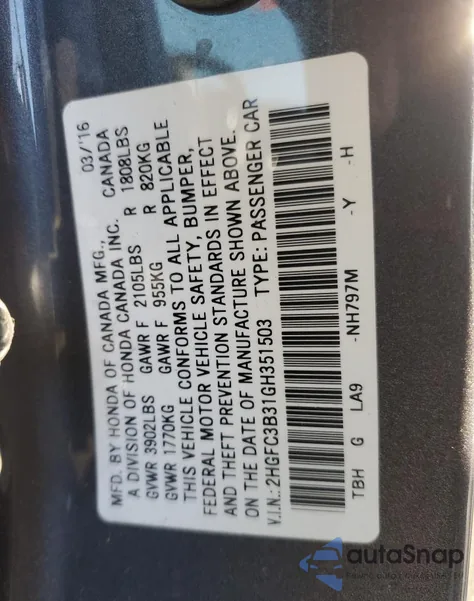 MFD. BY HONDA OF CANADA MFG., 03/'16
A DIVISION OF HONDA CANADA INC. CANADA
GVWR 3902LBS GAWR F 2105LBS R 1808LBS
GVWR 1770KG GAWR F 955KG R 820KG
THIS VEHICLE CONFORMS TO ALL APPLICABLE
FEDERAL MOTOR VEHICLE SAFETY, BUMPER,
AND THEFT PREVENTION STANDARDS IN EFFECT
ON THE DATE OF MANUFACTURE SHOWN ABOVE.
V.I.N.: 2HGFC3B31GH351503 TYPE: PASSENGER CAR
TBH G LA9 -NH797M -Y -H
autoSnap